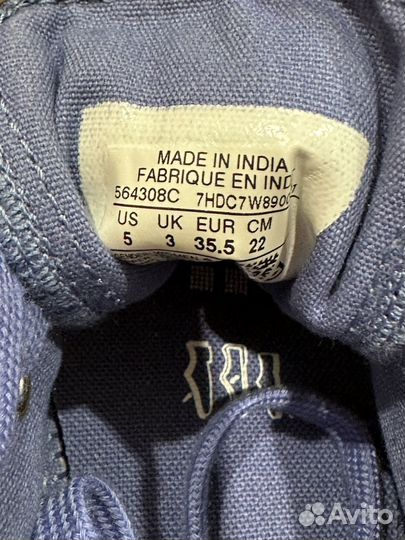 MADE IN INDIA
FABRIQUE EN IND
564308C 7HDC7W890
US UK EUR CM
5 3 35.5 22
Avito